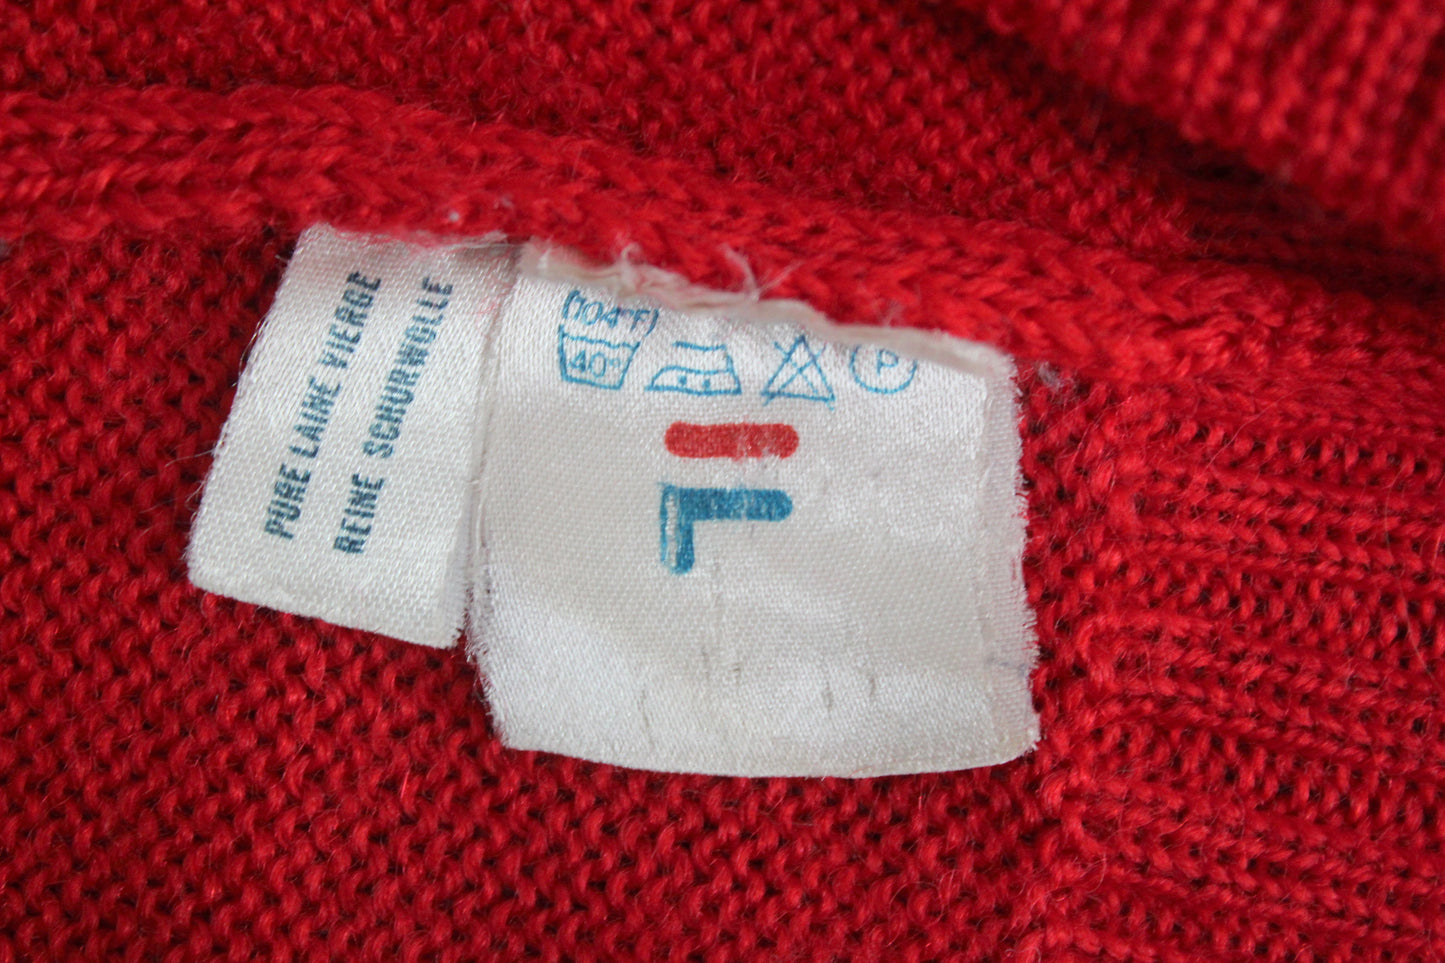 PURE LAINE VIERGE
REINE SCHURWOLLE
104°F
40°
P
F